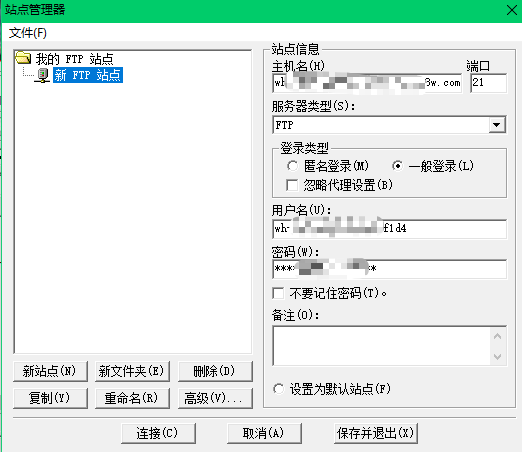 站点管理器
文件(F)
我的 FTP 站点
新 FTP 站点
站点信息
主机名(H) 端口
3w.com 21
服务器类型(S):
FTP
登录类型
匿名登录(M) 一般登录(L)
忽略代理设置(B)
用户名(U):
f1d4
密码(W):
不要记住密码(T)。
备注(O):
设置为默认站点(F)
新站点(N) 新文件夹(E) 删除(D)
复制(Y) 重命名(R) 高级(V)...
连接(C) 取消(A) 保存并退出(X)